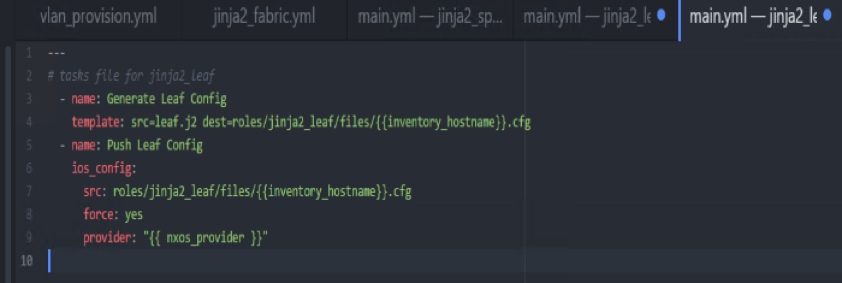 vlan_provision.yml jinja2_fabric.yml main.yml — jinja2_sp... main.yml — jinja2_le main.yml — jinja2_le
1 ---
2 # tasks file for jinja2_leaf
3 - name: Generate Leaf Config
4 template: src=leaf.j2 dest=roles/jinja2_leaf/files/{{inventory_hostname}}.cfg
5 - name: Push Leaf Config
6 ios_config:
7 src: roles/jinja2_leaf/files/{{inventory_hostname}}.cfg
8 force: yes
9 provider: "{{ nxos_provider }}"
10